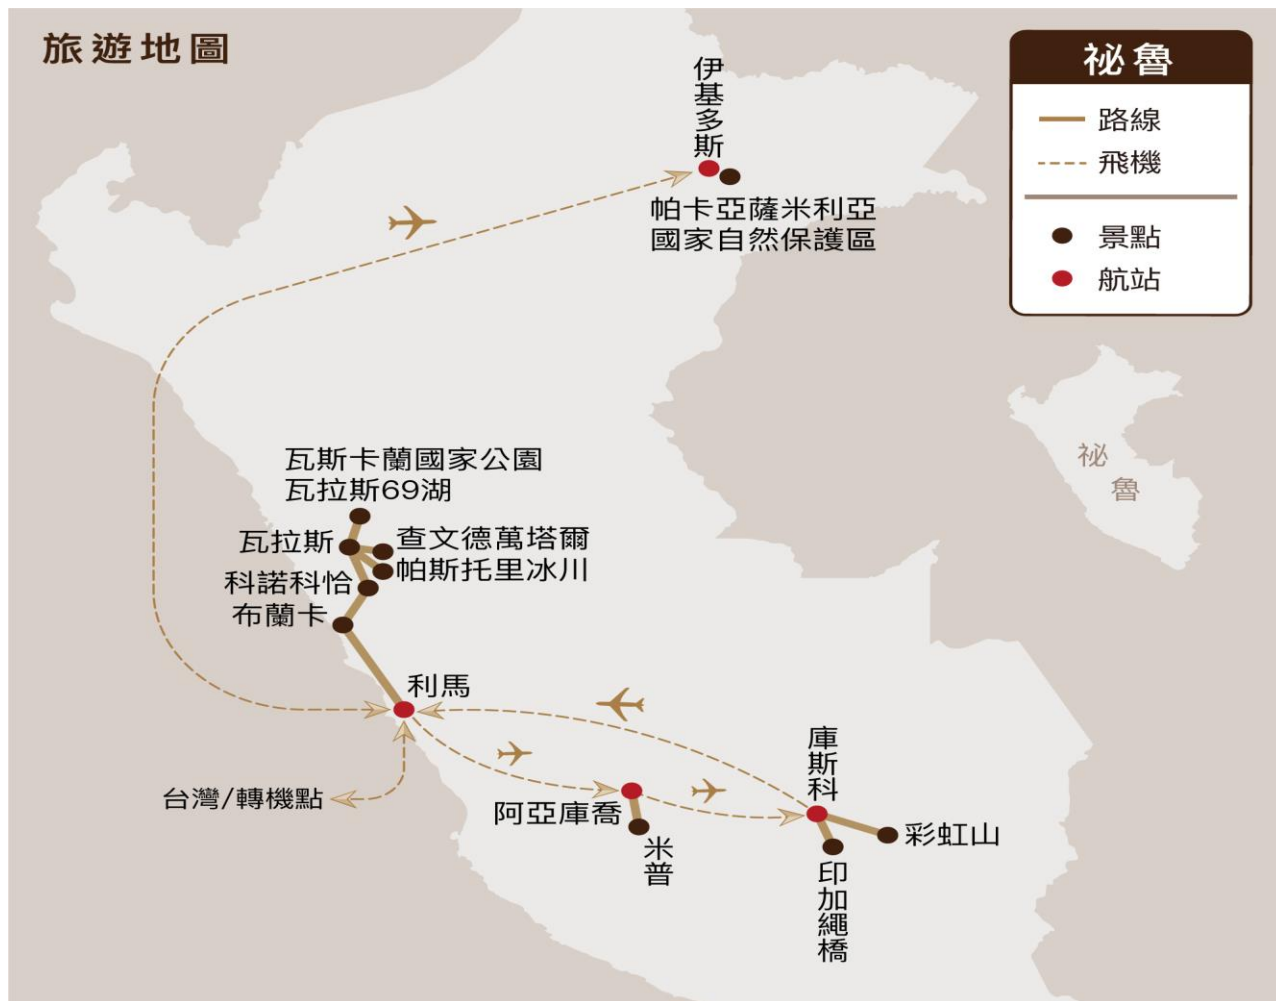 旅遊地圖
祕魯
路線
飛機
景點
航站
伊基多斯
帕卡亞薩米利亞
國家自然保護區
祕魯
瓦斯卡蘭國家公園
瓦拉斯69湖
瓦拉斯
查文德萬塔爾
帕斯托里冰川
科諾科恰
布蘭卡
利馬
台灣/轉機點
阿亞庫喬
米普
庫斯科
彩虹山
印加繩橋